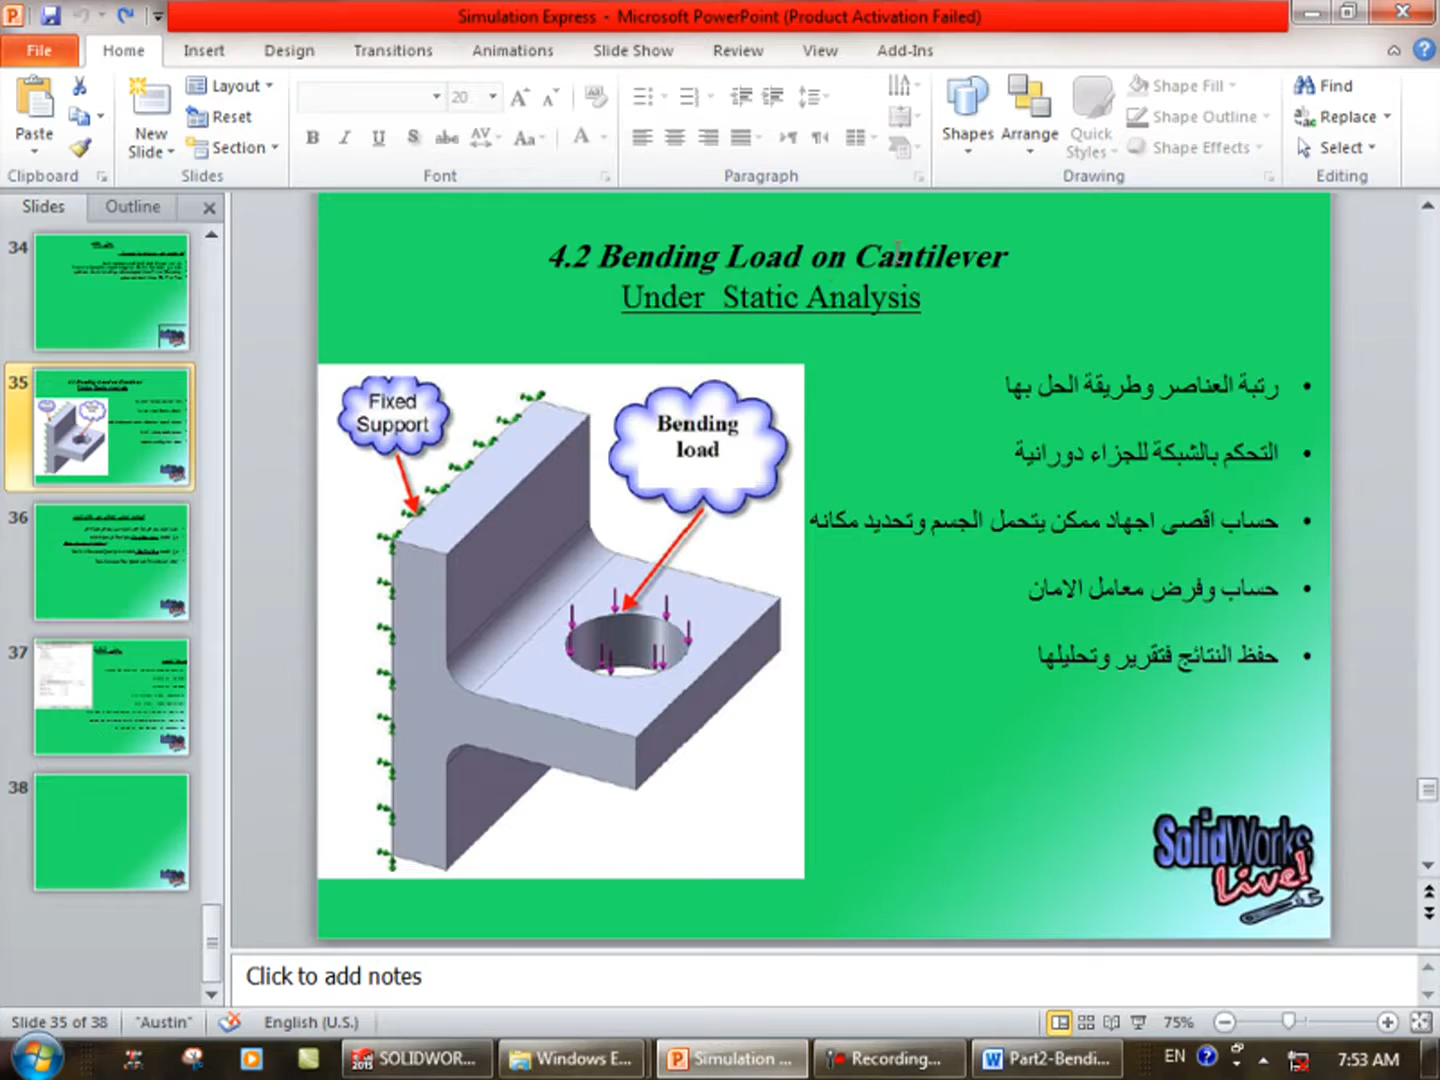 Simulation Express - Microsoft PowerPoint (Product Activation Failed)
File Home Insert Design Transitions Animations Slide Show Review View Add-Ins
Paste
New Slide
Layout
Reset
Section
20
B I U S abc AV Aa A
Shapes
Arrange
Quick Styles
Shape Fill
Shape Outline
Shape Effects
Find
Replace
Select
Clipboard Slides Font Paragraph Drawing Editing
Slides Outline
34
35
36
37
38
4.2 Bending Load on Cantilever
Under Static Analysis
Fixed
Support
Bending
load
رتبة العناصر وطريقة الحل بها
التحكم بالشبكة للجزاء دورانية
حساب اقصى اجهاد ممكن يتحمل الجسم وتحديد مكانه
حساب وفرض معامل الامان
حفظ النتائج فتقرير وتحليلها
SolidWorks
Live!
Click to add notes
Slide 35 of 38 "Austin" English (U.S.) 75%
SOLIDWOR... Windows E... Simulation ... Recording... Part2-Bendi... EN 7:53 AM